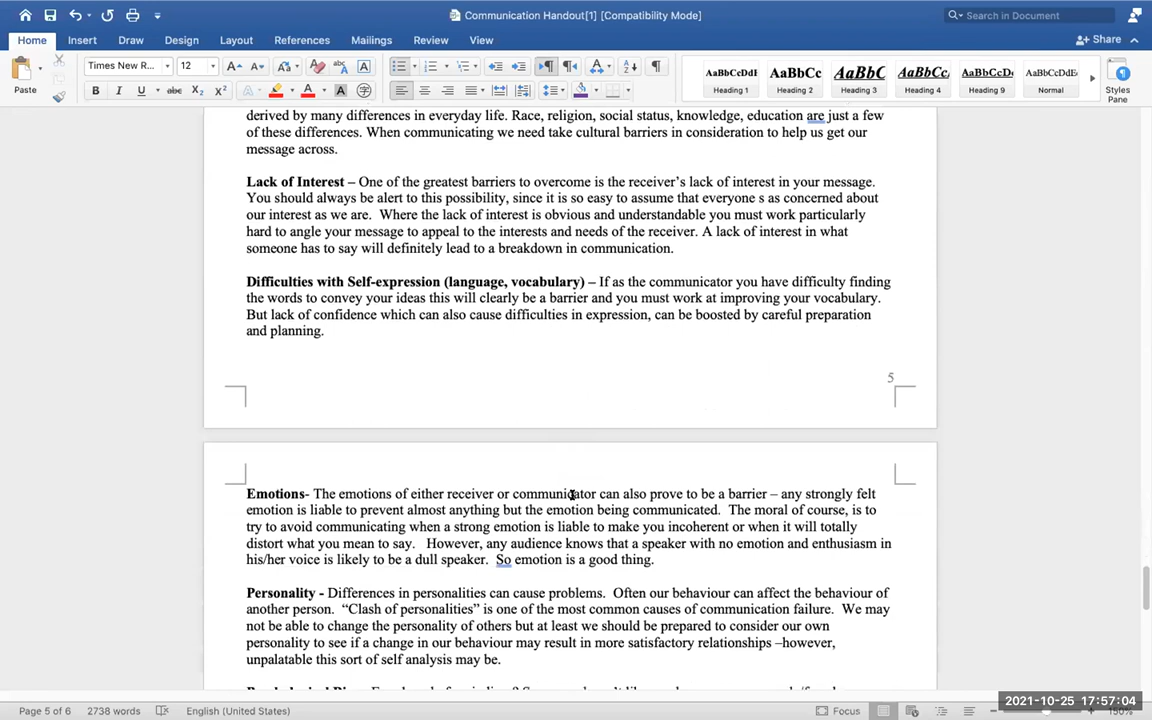 Communication Handout[1] [Compatibility Mode]
Search in Document
Home Insert Draw Design Layout References Mailings Review View
Share
Paste
Times New R... 12
AaBbCcDdI AaBbCc AaBbC AaBbCc. AaBbCcDc AaBbCcDdE
Heading 1 Heading 2 Heading 3 Heading 4 Heading 9 Normal
Styles
Pane
derived by many differences in everyday life. Race, religion, social status, knowledge, education are just a few
of these differences. When communicating we need take cultural barriers in consideration to help us get our
message across.
Lack of Interest – One of the greatest barriers to overcome is the receiver’s lack of interest in your message.
You should always be alert to this possibility, since it is so easy to assume that everyone s as concerned about
our interest as we are. Where the lack of interest is obvious and understandable you must work particularly
hard to angle your message to appeal to the interests and needs of the receiver. A lack of interest in what
someone has to say will definitely lead to a breakdown in communication.
Difficulties with Self-expression (language, vocabulary) – If as the communicator you have difficulty finding
the words to convey your ideas this will clearly be a barrier and you must work at improving your vocabulary.
But lack of confidence which can also cause difficulties in expression, can be boosted by careful preparation
and planning.
5
Emotions- The emotions of either receiver or communicator can also prove to be a barrier – any strongly felt
emotion is liable to prevent almost anything but the emotion being communicated. The moral of course, is to
try to avoid communicating when a strong emotion is liable to make you incoherent or when it will totally
distort what you mean to say. However, any audience knows that a speaker with no emotion and enthusiasm in
his/her voice is likely to be a dull speaker. So emotion is a good thing.
Personality - Differences in personalities can cause problems. Often our behaviour can affect the behaviour of
another person. “Clash of personalities” is one of the most common causes of communication failure. We may
not be able to change the personality of others but at least we should be prepared to consider our own
personality to see if a change in our behaviour may result in more satisfactory relationships –however,
unpalatable this sort of self analysis may be.
Page 5 of 6 2738 words English (United States)
Focus
2021-10-25 17:57:04
150%